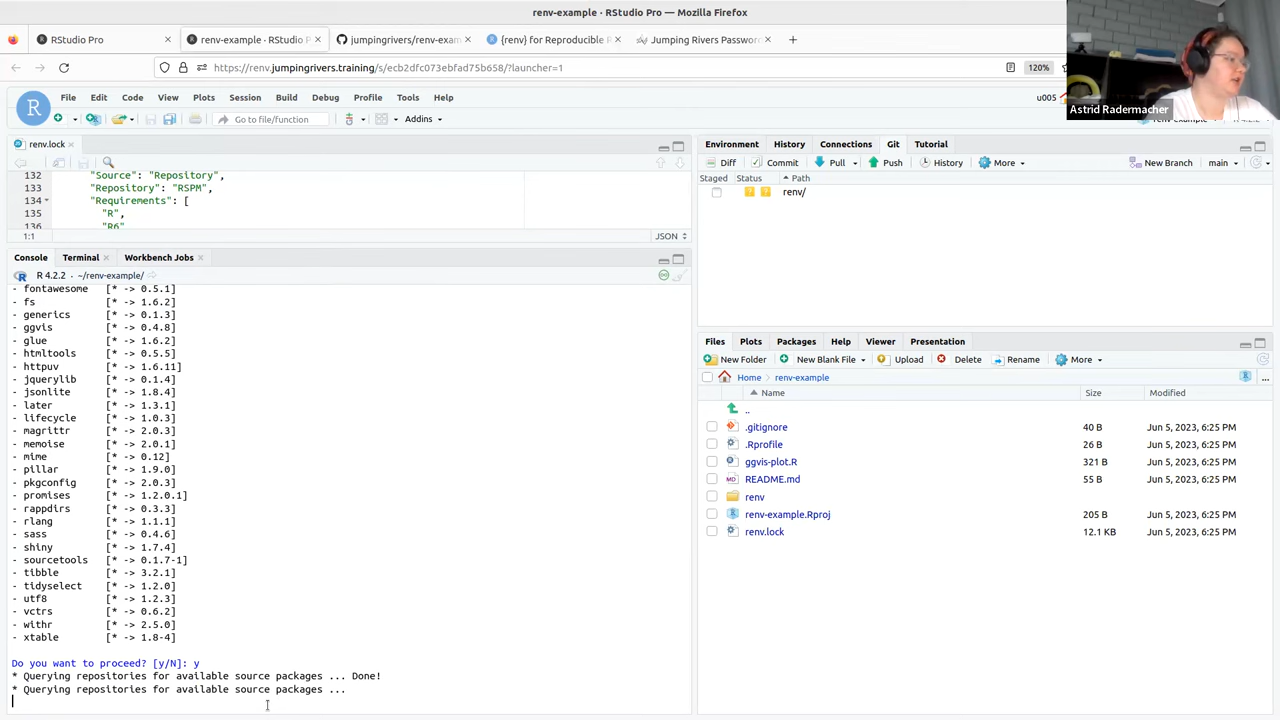 renv-example · RStudio Pro — Mozilla Firefox
RStudio Pro
renv-example · RStudio P
jumpingrivers/renv-exam
{renv} for Reproducible R
Jumping Rivers Password
https://renv.jumpingrivers.training/s/ecb2dfc073ebfad75b658/?launcher=1
120%
File Edit Code View Plots Session Build Debug Profile Tools Help
u005
Go to file/function
Addins
Astrid Radermacher
renv.lock
132 "Source": "Repository",
133 "Repository": "RSPM",
134 "Requirements": [
135 "R",
136 "R6"
1:1
JSON
Console Terminal Workbench Jobs
R 4.2.2 · ~/renv-example/
- fontawesome [* -> 0.5.1]
- fs [* -> 1.6.2]
- generics [* -> 0.1.3]
- ggvis [* -> 0.4.8]
- glue [* -> 1.6.2]
- htmltools [* -> 0.5.5]
- httpuv [* -> 1.6.11]
- jquerylib [* -> 0.1.4]
- jsonlite [* -> 1.8.4]
- later [* -> 1.3.1]
- lifecycle [* -> 1.0.3]
- magrittr [* -> 2.0.3]
- memoise [* -> 2.0.1]
- mime [* -> 0.12]
- pillar [* -> 1.9.0]
- pkgconfig [* -> 2.0.3]
- promises [* -> 1.2.0.1]
- rappdirs [* -> 0.3.3]
- rlang [* -> 1.1.1]
- sass [* -> 0.4.6]
- shiny [* -> 1.7.4]
- sourcetools [* -> 0.1.7-1]
- tibble [* -> 3.2.1]
- tidyselect [* -> 1.2.0]
- utf8 [* -> 1.2.3]
- vctrs [* -> 0.6.2]
- withr [* -> 2.5.0]
- xtable [* -> 1.8-4]
Do you want to proceed? [y/N]: y
* Querying repositories for available source packages ... Done!
* Querying repositories for available source packages ...
Environment History Connections Git Tutorial
Diff Commit Pull Push History More New Branch main
Staged Status Path
renv/
Files Plots Packages Help Viewer Presentation
New Folder New Blank File Upload Delete Rename More
Home renv-example
Name Size Modified
..
.gitignore 40 B Jun 5, 2023, 6:25 PM
.Rprofile 26 B Jun 5, 2023, 6:25 PM
ggvis-plot.R 321 B Jun 5, 2023, 6:25 PM
README.md 55 B Jun 5, 2023, 6:25 PM
renv
renv-example.Rproj 205 B Jun 5, 2023, 6:25 PM
renv.lock 12.1 KB Jun 5, 2023, 6:25 PM